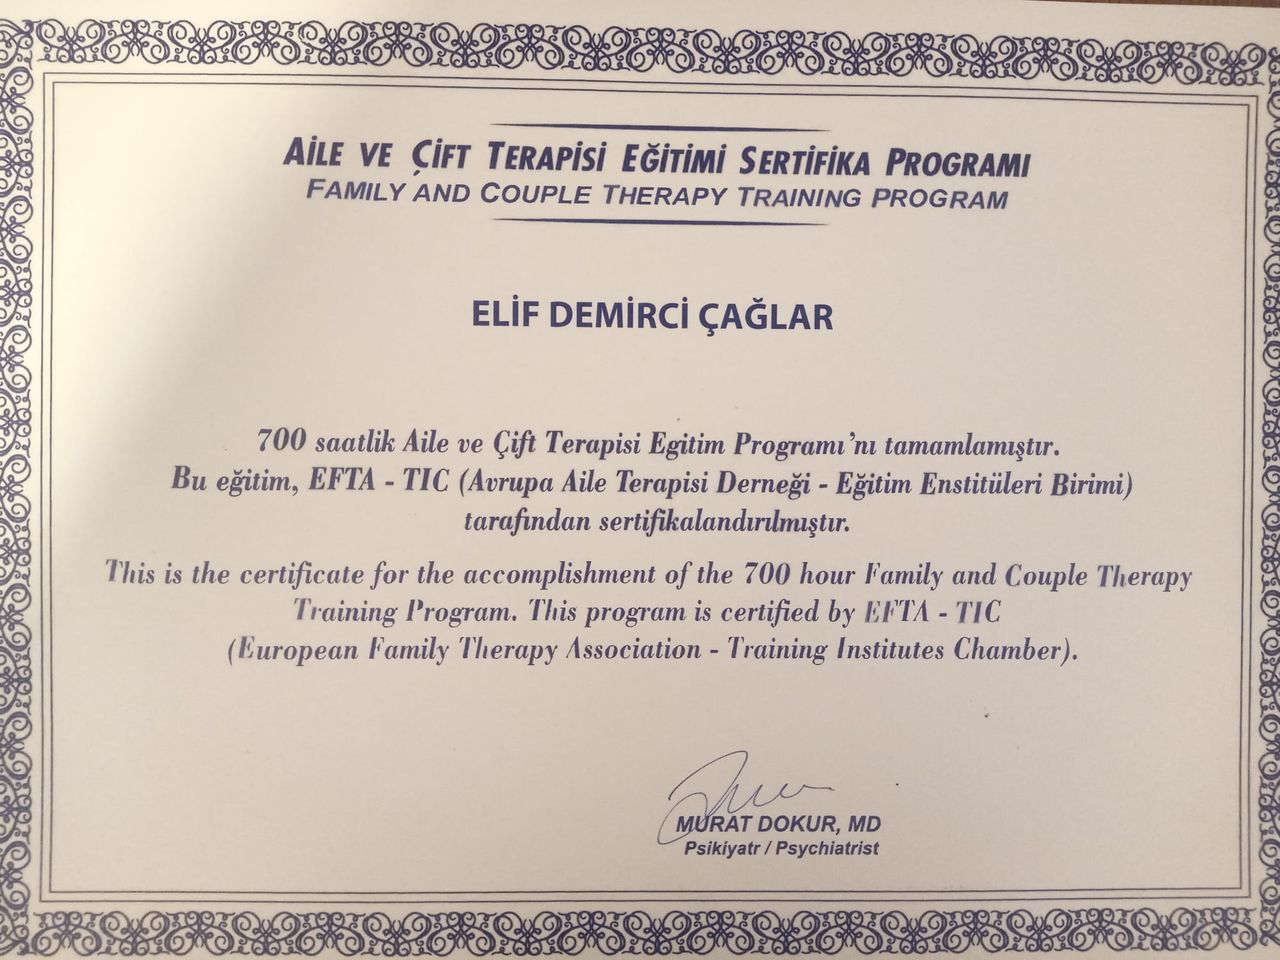 AİLE VE ÇİFT TERAPİSİ EĞİTİMİ SERTİFİKA PROGRAMI
FAMILY AND COUPLE THERAPY TRAINING PROGRAM
ELİF DEMİRCİ ÇAĞLAR
700 saatlik Aile ve Çift Terapisi Egitim Programı'nı tamamlamıştır.
Bu eğitim, EFTA - TIC (Avrupa Aile Terapisi Derneği - Eğitim Enstitüleri Birimi)
tarafından sertifikalandırılmıştır.
This is the certificate for the accomplishment of the 700 hour Family and Couple Therapy
Training Program. This program is certified by EFTA - TIC
(European Family Therapy Association - Training Institutes Chamber).
MURAT DOKUR, MD
Psikiyatr / Psychiatrist